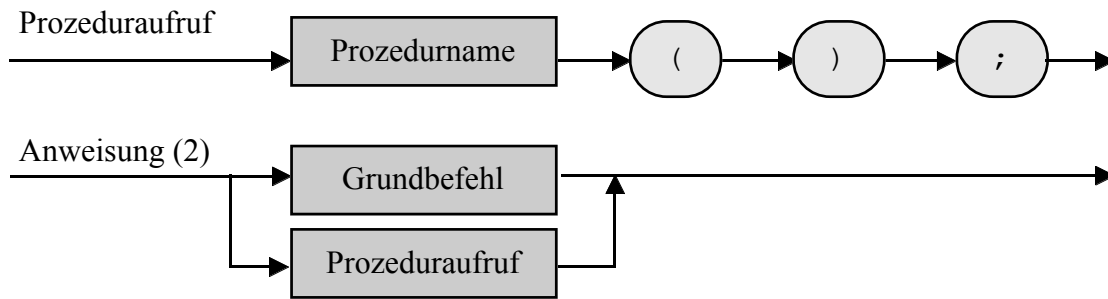 Prozeduraufruf
Prozedurname ( ) ;
Anweisung (2)
Grundbefehl
Prozeduraufruf